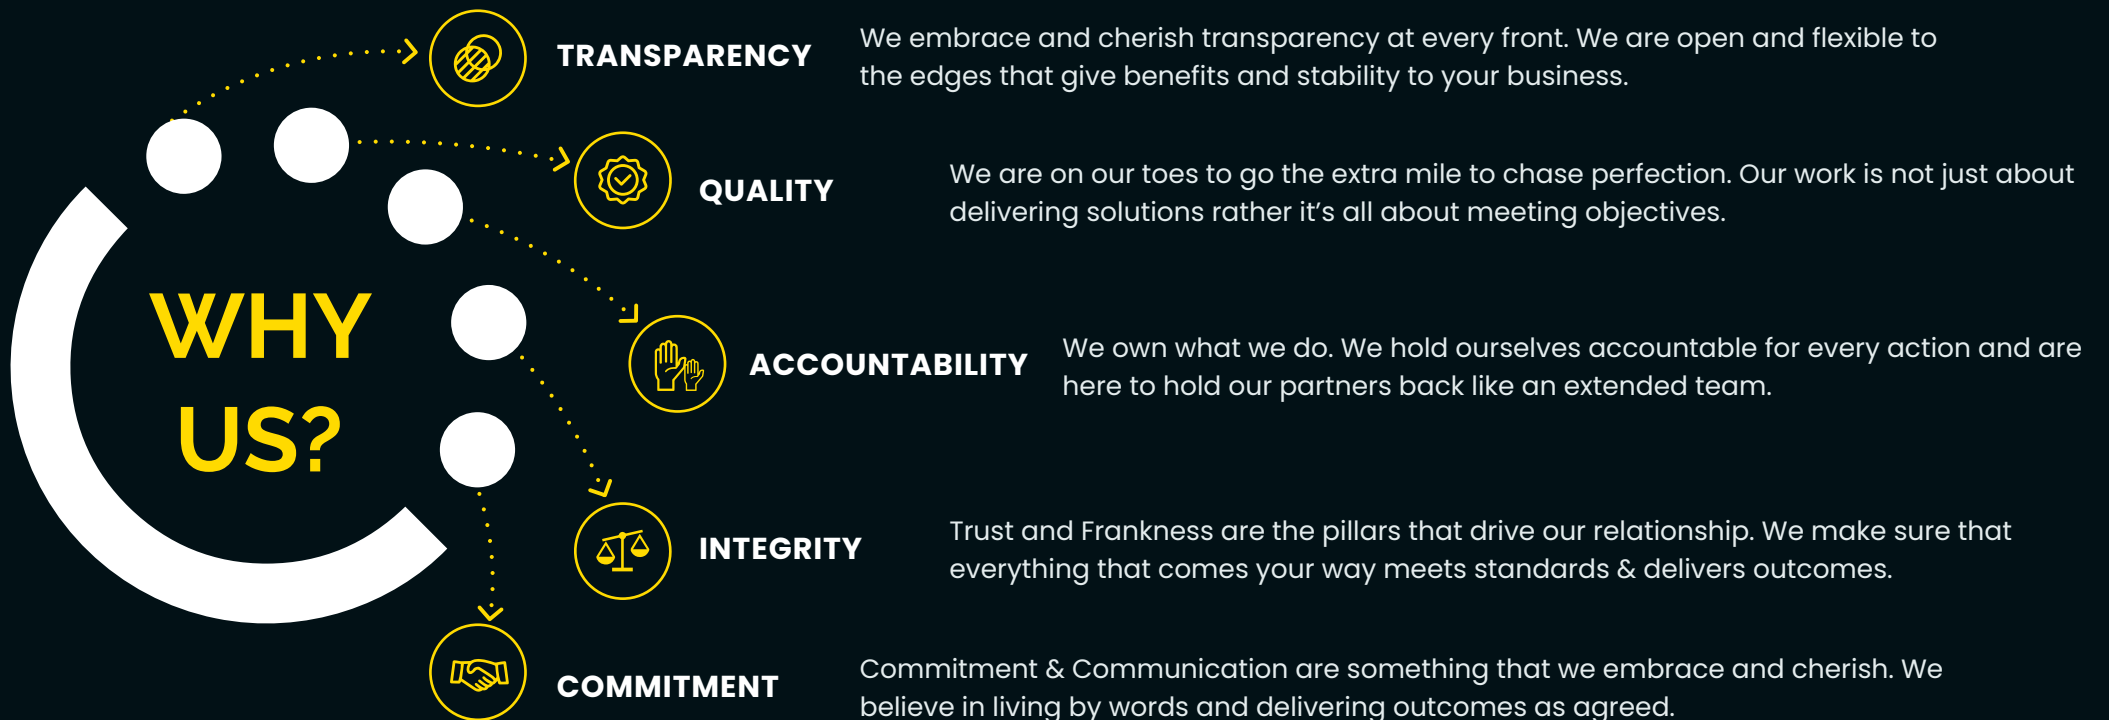 WHY
US?
TRANSPARENCY
We embrace and cherish transparency at every front. We are open and flexible to
the edges that give benefits and stability to your business.
QUALITY
We are on our toes to go the extra mile to chase perfection. Our work is not just about
delivering solutions rather it’s all about meeting objectives.
ACCOUNTABILITY
We own what we do. We hold ourselves accountable for every action and are
here to hold our partners back like an extended team.
INTEGRITY
Trust and Frankness are the pillars that drive our relationship. We make sure that
everything that comes your way meets standards & delivers outcomes.
COMMITMENT
Commitment & Communication are something that we embrace and cherish. We
believe in living by words and delivering outcomes as agreed.